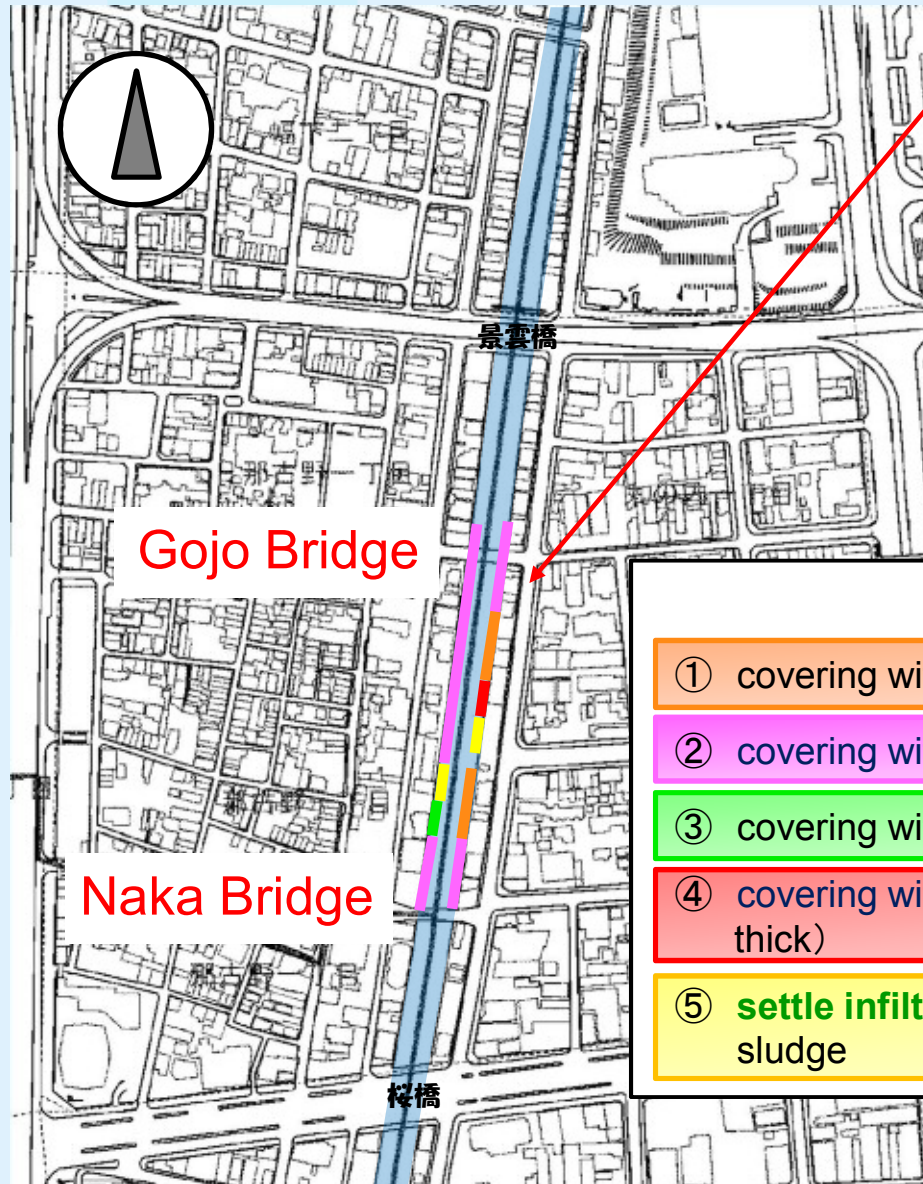 景雲橋
Gojo Bridge
① covering wi
② covering wi
③ covering wi
Naka Bridge
④ covering wi
thick）
⑤ settle infilt
sludge
桜橋